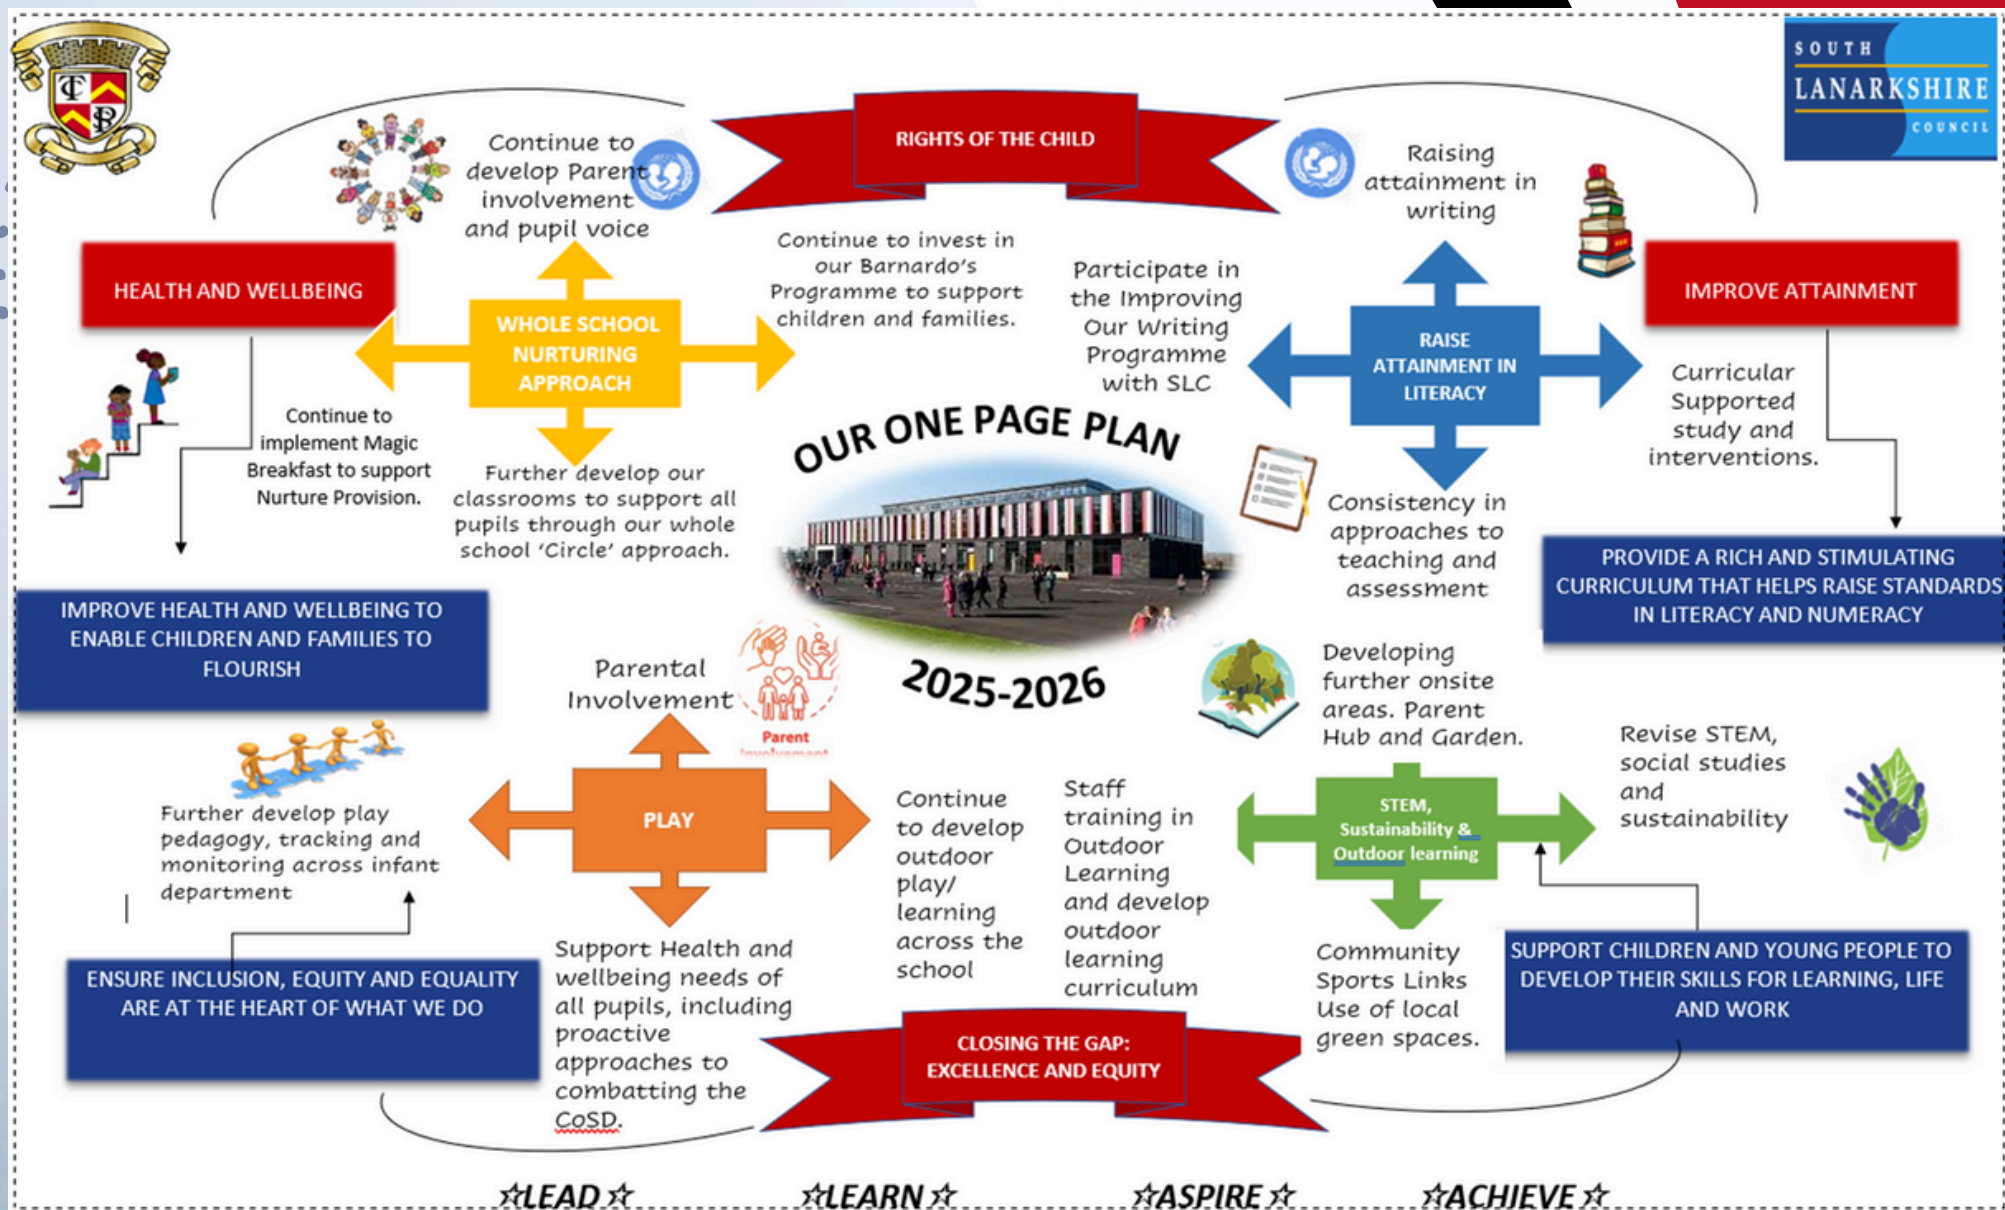 TC
P
SOUTH
LANARKSHIRE
COUNCIL
RIGHTS OF THE CHILD
HEALTH AND WELLBEING
Continue to
develop Parent
involvement
and pupil voice
WHOLE SCHOOL
NURTURING
APPROACH
Continue to invest in
our Barnardo's
Programme to support
children and families.
Continue to
implement Magic
Breakfast to support
Nurture Provision.
Further develop our
classrooms to support all
pupils through our whole
school 'Circle' approach.
IMPROVE HEALTH AND WELLBEING TO
ENABLE CHILDREN AND FAMILIES TO
FLOURISH
Raising
attainment in
writing
Participate in
the Improving
Our Writing
Programme
with SLC
RAISE
ATTAINMENT IN
LITERACY
IMPROVE ATTAINMENT
Curricular
Supported
study and
interventions.
Consistency in
approaches to
teaching and
assessment
PROVIDE A RICH AND STIMULATING
CURRICULUM THAT HELPS RAISE STANDARDS
IN LITERACY AND NUMERACY
OUR ONE PAGE PLAN
2025-2026
Parental
Involvement
Parent
Involvement
PLAY
Further develop play
pedagogy, tracking and
monitoring across infant
department
Continue
to develop
outdoor
play/
learning
across the
school
Support Health and
wellbeing needs of
all pupils, including
proactive
approaches to
combatting the
CoSD.
ENSURE INCLUSION, EQUITY AND EQUALITY
ARE AT THE HEART OF WHAT WE DO
Developing
further onsite
areas. Parent
Hub and Garden.
Staff
training in
Outdoor
Learning
and develop
outdoor
learning
curriculum
STEM,
Sustainability &
Outdoor learning
Revise STEM,
social studies
and
sustainability
Community
Sports Links
Use of local
green spaces.
SUPPORT CHILDREN AND YOUNG PEOPLE TO
DEVELOP THEIR SKILLS FOR LEARNING, LIFE
AND WORK
CLOSING THE GAP:
EXCELLENCE AND EQUITY
☆LEAD☆ ☆LEARN☆ ☆ASPIRE☆ ☆ACHIEVE☆